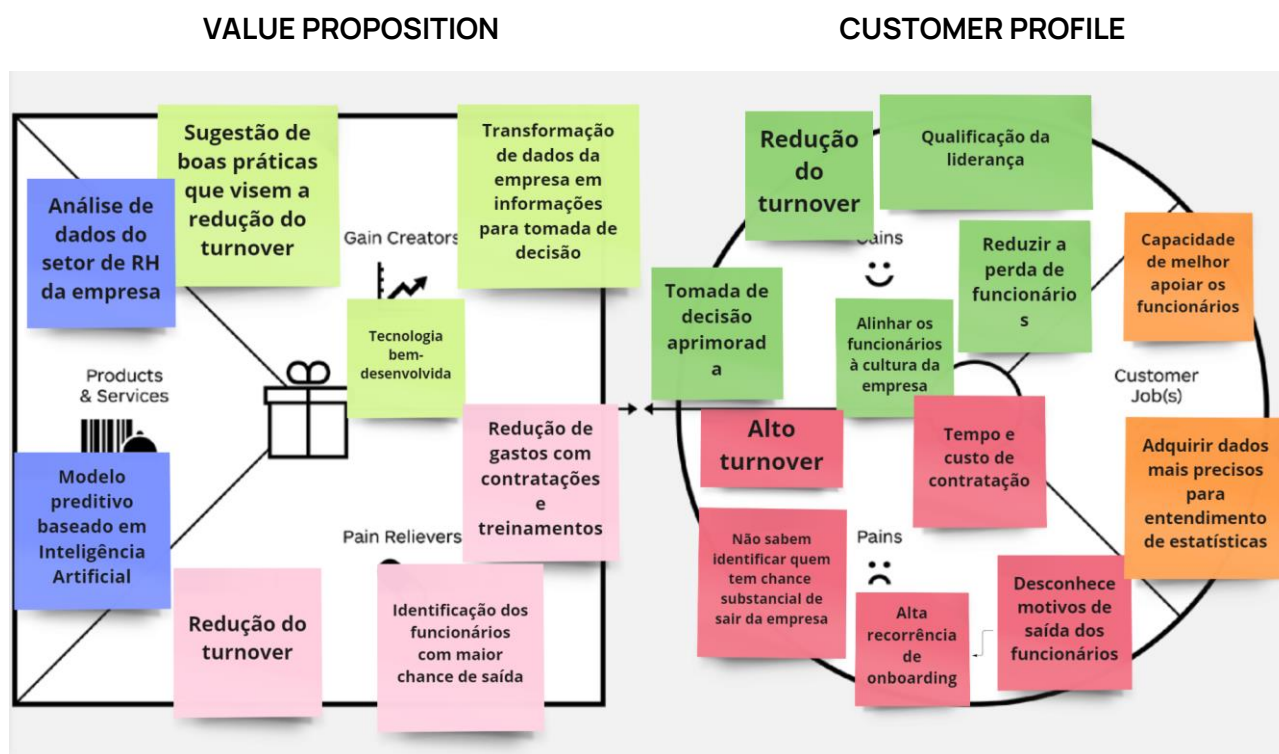 VALUE PROPOSITION
CUSTOMER PROFILE
Sugestão de
boas práticas
que visem a
redução do
turnover
Transformação
de dados da
empresa em
informações
para tomada de
decisão
Análise de
dados do
setor de RH
da empresa
Gain Creators
Tecnologia
bem-
desenvolvida
Products
& Services
Modelo
preditivo
baseado em
Inteligência
Artificial
Redução de
gastos com
contratações
e
treinamentos
Pain Relievers
Redução do
turnover
Identificação dos
funcionários
com maior
chance de saída
Redução
do
turnover
Qualificação da
liderança
Gains
Reduzir a
perda de
funcionário
s
Capacidade
de melhor
apoiar os
funcionários
Tomada de
decisão
aprimorad
a
Alinhar os
funcionários
à cultura da
empresa
Customer
Job(s)
Alto
turnover
Tempo e
custo de
contratação
Adquirir dados
mais precisos
para
entendimento
de estatísticas
Não sabem
identificar quem
tem chance
substancial de
sair da empresa
Pains
Alta
recorrência
de
onboarding
Desconhece
motivos de
saída dos
funcionários